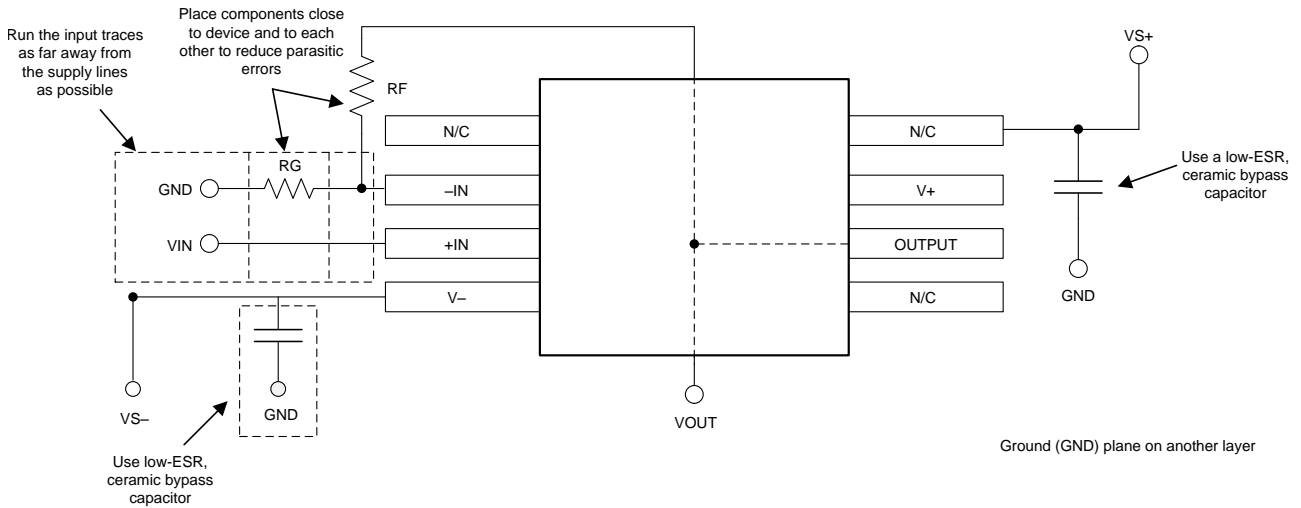 Run the input traces
as far away from
the supply lines
as possible
Place components close
to device and to each
other to reduce parasitic
errors
RF
VS+
N/C
N/C
Use a low-ESR,
ceramic bypass
capacitor
RG
GND
–IN
V+
VIN
+IN
OUTPUT
V–
N/C
GND
VS–
GND
VOUT
Ground (GND) plane on another layer
Use low-ESR,
ceramic bypass
capacitor